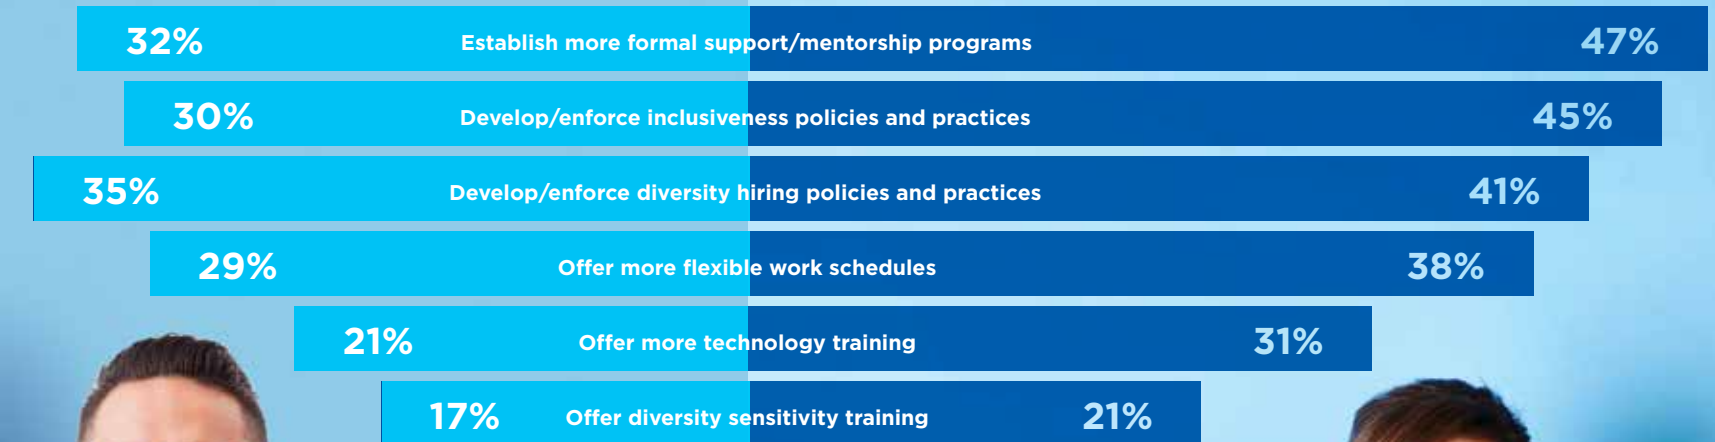 32% Establish more formal support/mentorship programs 47%
30% Develop/enforce inclusiveness policies and practices 45%
35% Develop/enforce diversity hiring policies and practices 41%
29% Offer more flexible work schedules 38%
21% Offer more technology training 31%
17% Offer diversity sensitivity training 21%